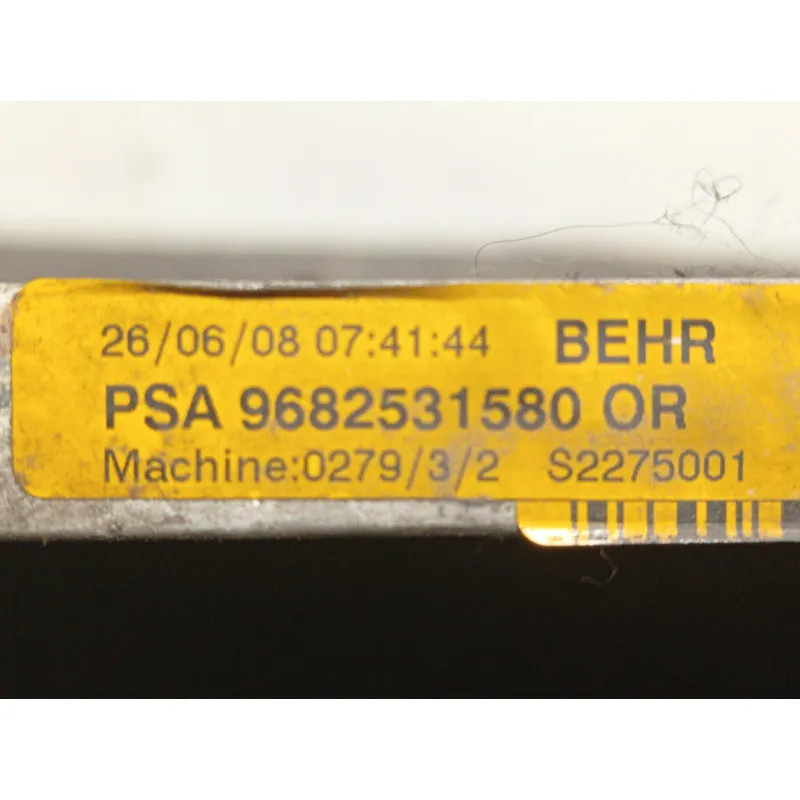 26/06/08 07:41:44 BEHR
PSA 9682531580 OR
Machine:0279/3/2 S2275001